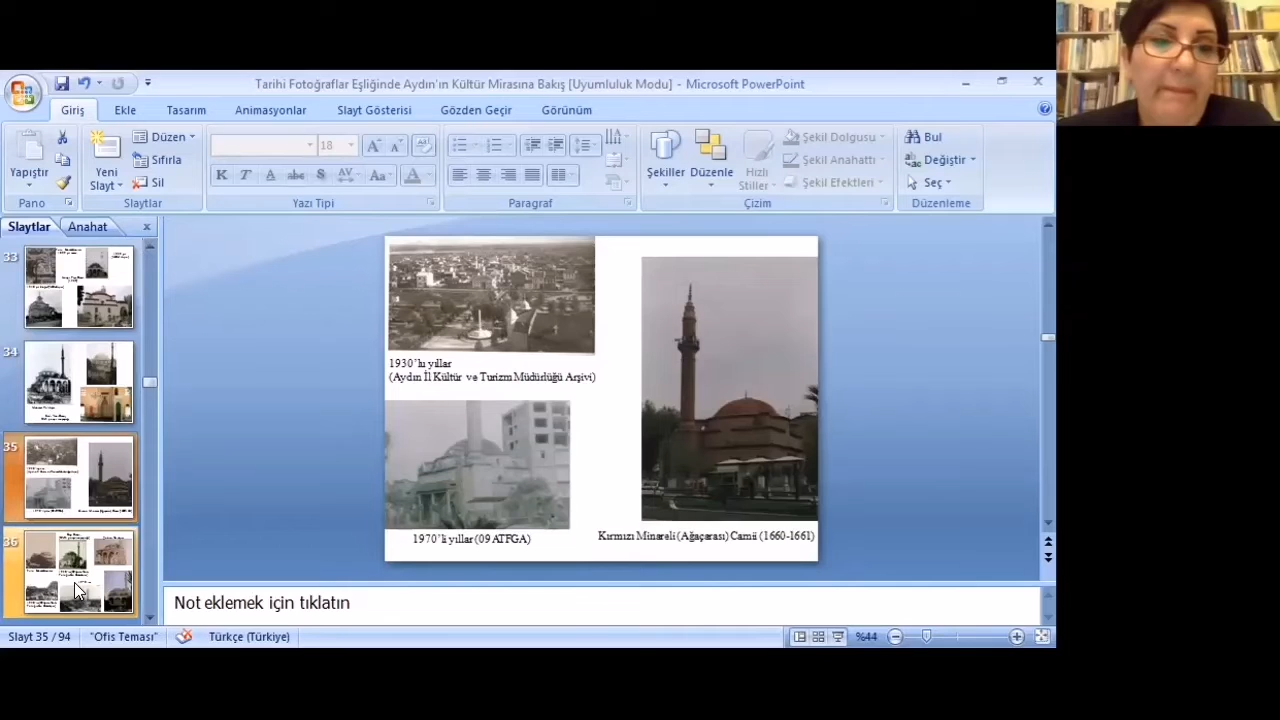 Tarihi Fotoğraflar Eşliğinde Aydın'ın Kültür Mirasına Bakış [Uyumluluk Modu] - Microsoft PowerPoint
Giriş
Ekle
Tasarım
Animasyonlar
Slayt Gösterisi
Gözden Geçir
Görünüm
Yapıştır
Pano
Yeni
Slayt
Düzen
Sıfırla
Sil
Slaytlar
18
Yazı Tipi
Paragraf
Şekiller
Düzenle
Hızlı
Stiller
Şekil Dolgusu
Şekil Anahattı
Şekil Efektleri
Çizim
Bul
Değiştir
Seç
Düzenleme
Slaytlar
Anahat
33
34
35
36
1930'lu yıllar
(Aydın İl Kültür ve Turizm Müdürlüğü Arşivi)
1970'li yıllar (09 ATFGA)
Kırmızı Minareli (Ağaçarası) Camii (1660-1661)
Not eklemek için tıklatın
Slayt 35 / 94
"Ofis Teması"
Türkçe (Türkiye)
%44